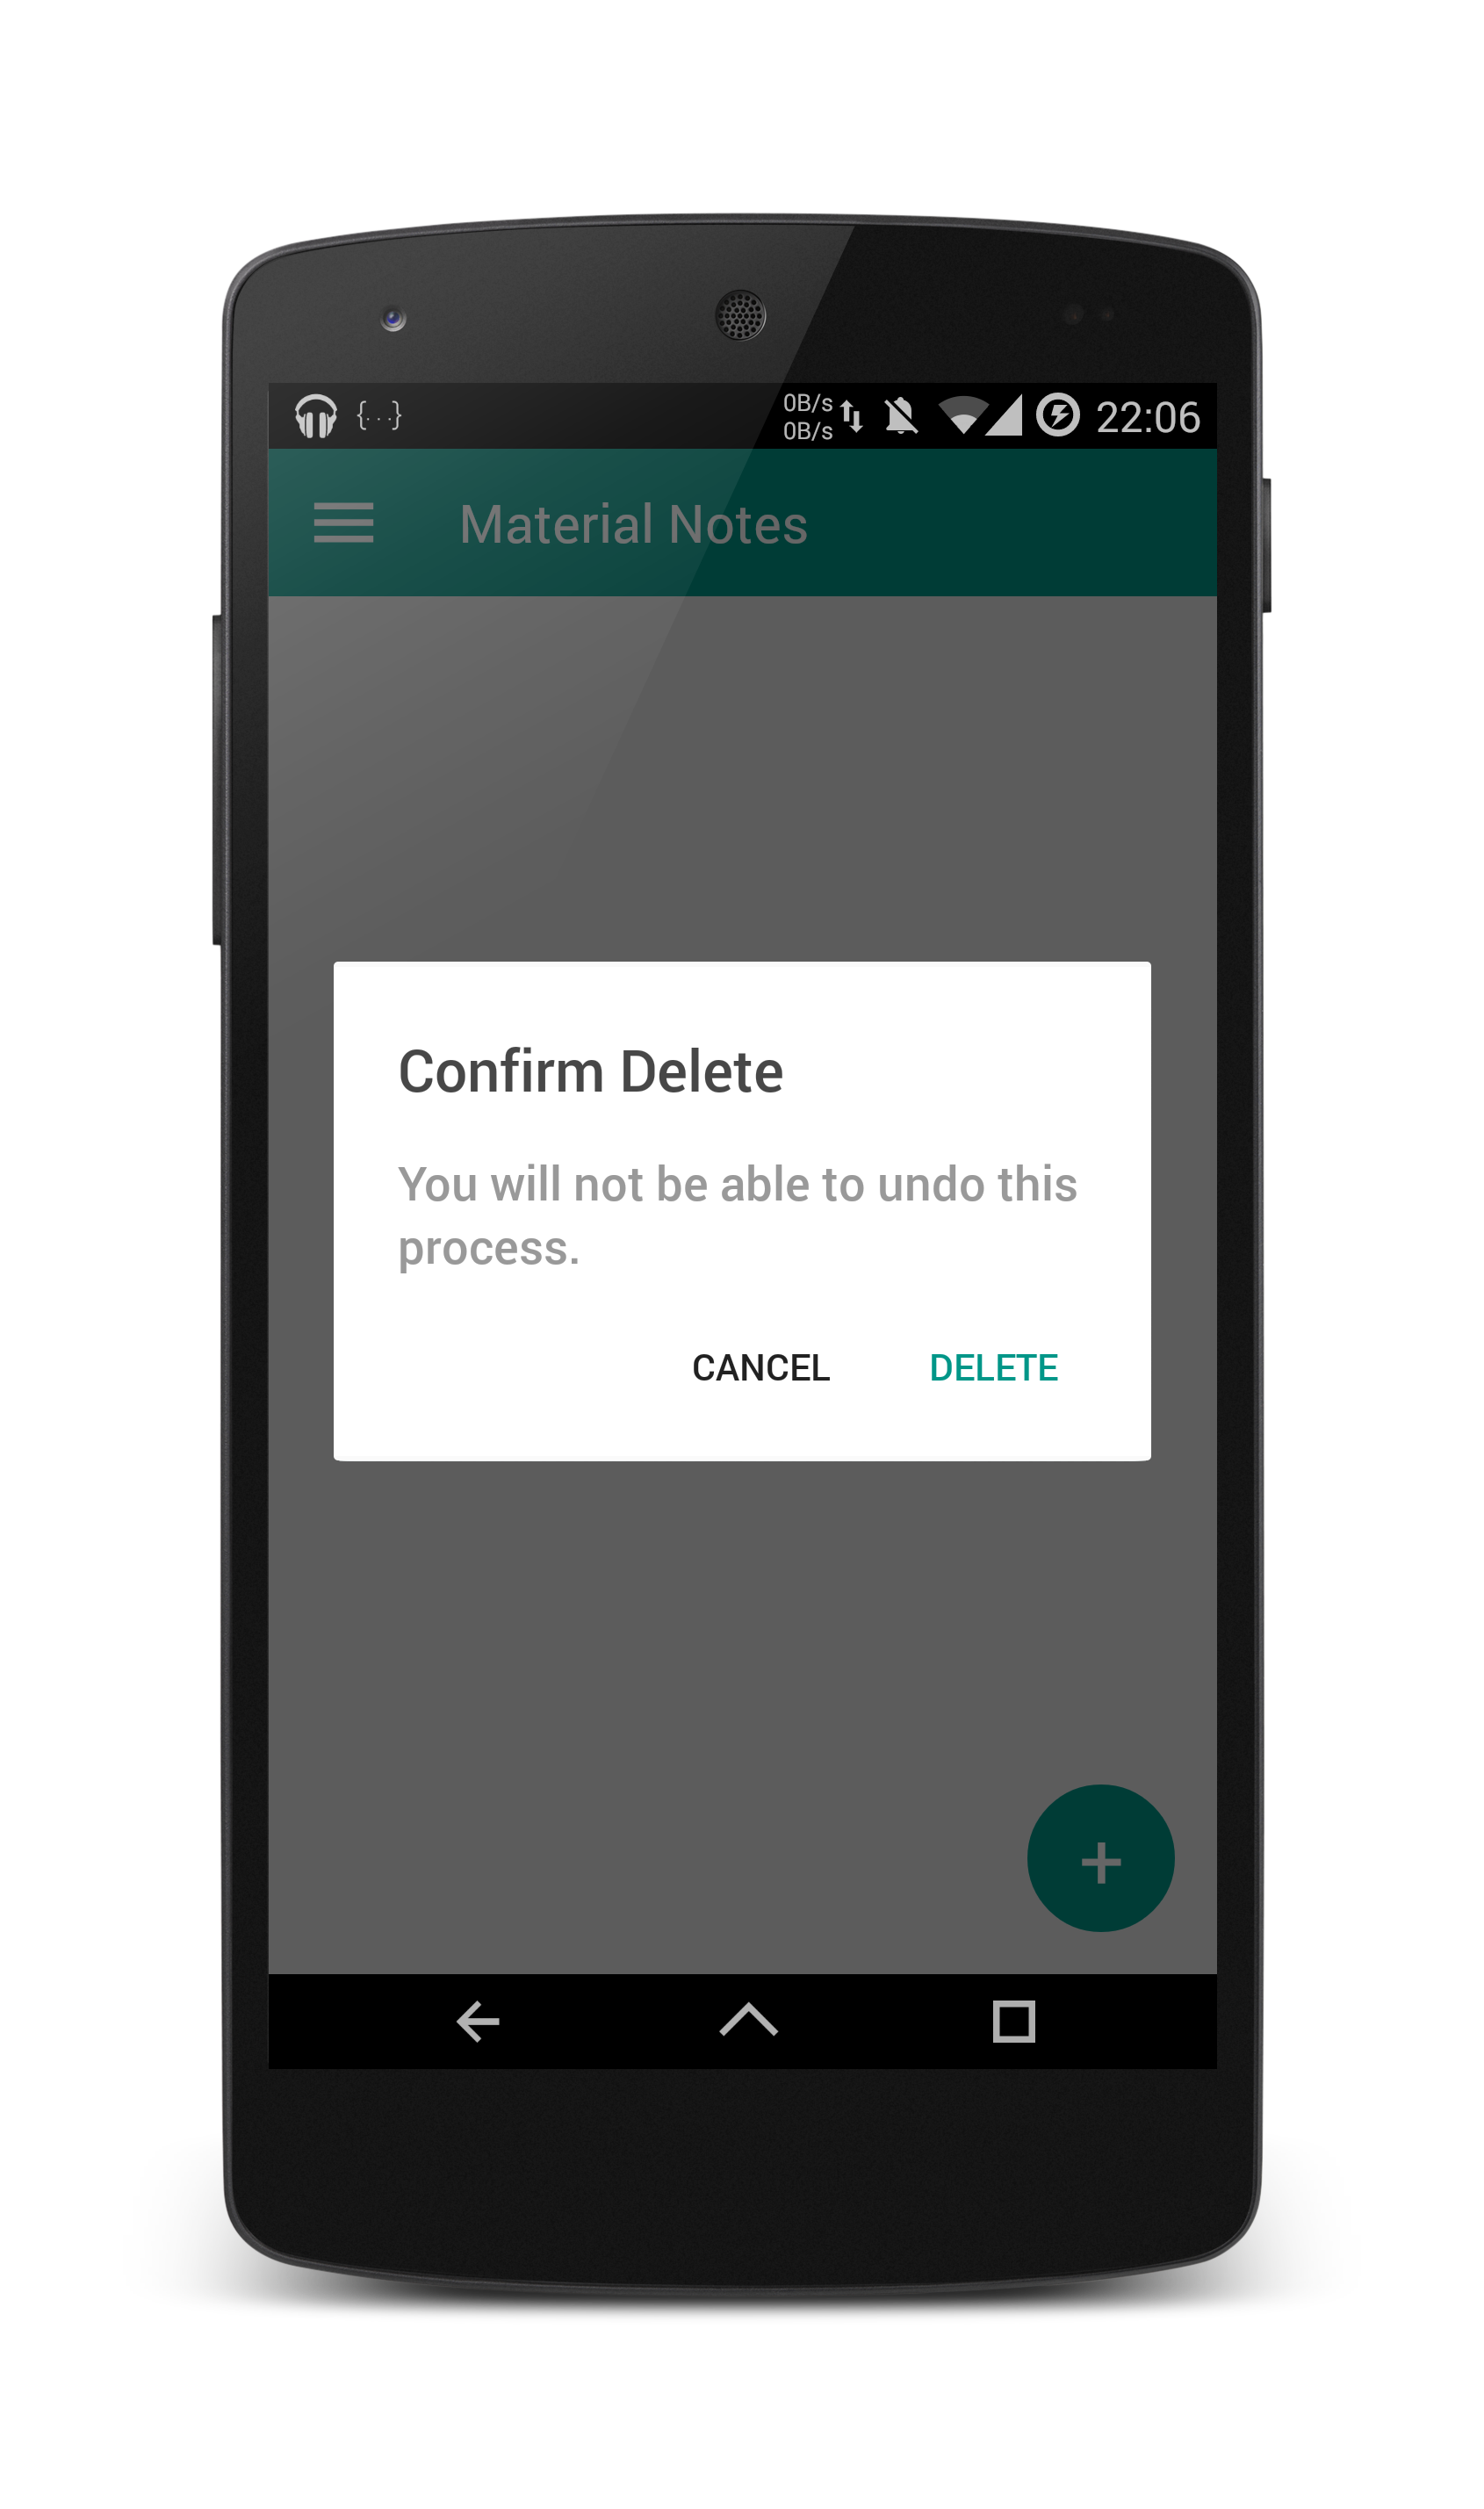 {...}
0B/s
0B/s
22:06
Material Notes
Confirm Delete
You will not be able to undo this
process.
CANCEL
DELETE
+